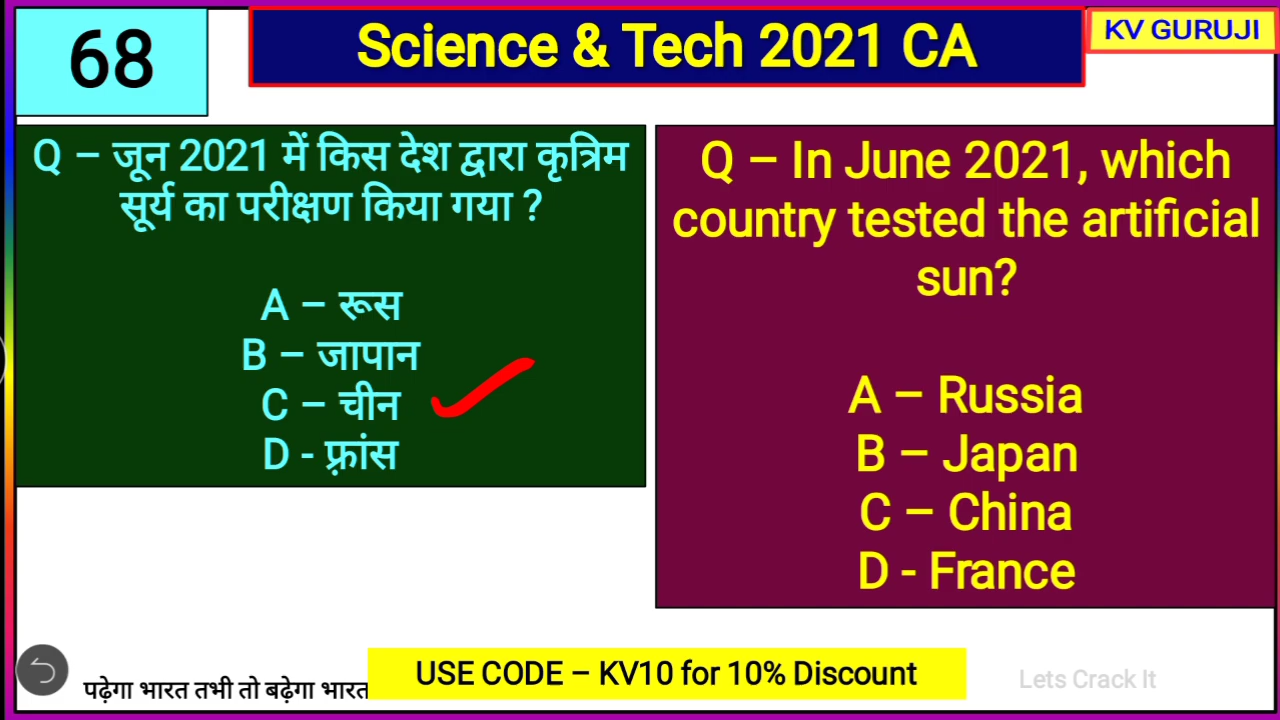 68
Science & Tech 2021 CA
KV GURUJI
Q – जून 2021 में किस देश द्वारा कृत्रिम
सूर्य का परीक्षण किया गया ?
A – रूस
B – जापान
C – चीन
D - फ़्रांस
Q – In June 2021, which
country tested the artificial
sun?
A – Russia
B – Japan
C – China
D - France
पढ़ेगा भारत तभी तो बढ़ेगा भारत
USE CODE – KV10 for 10% Discount
Lets Crack It